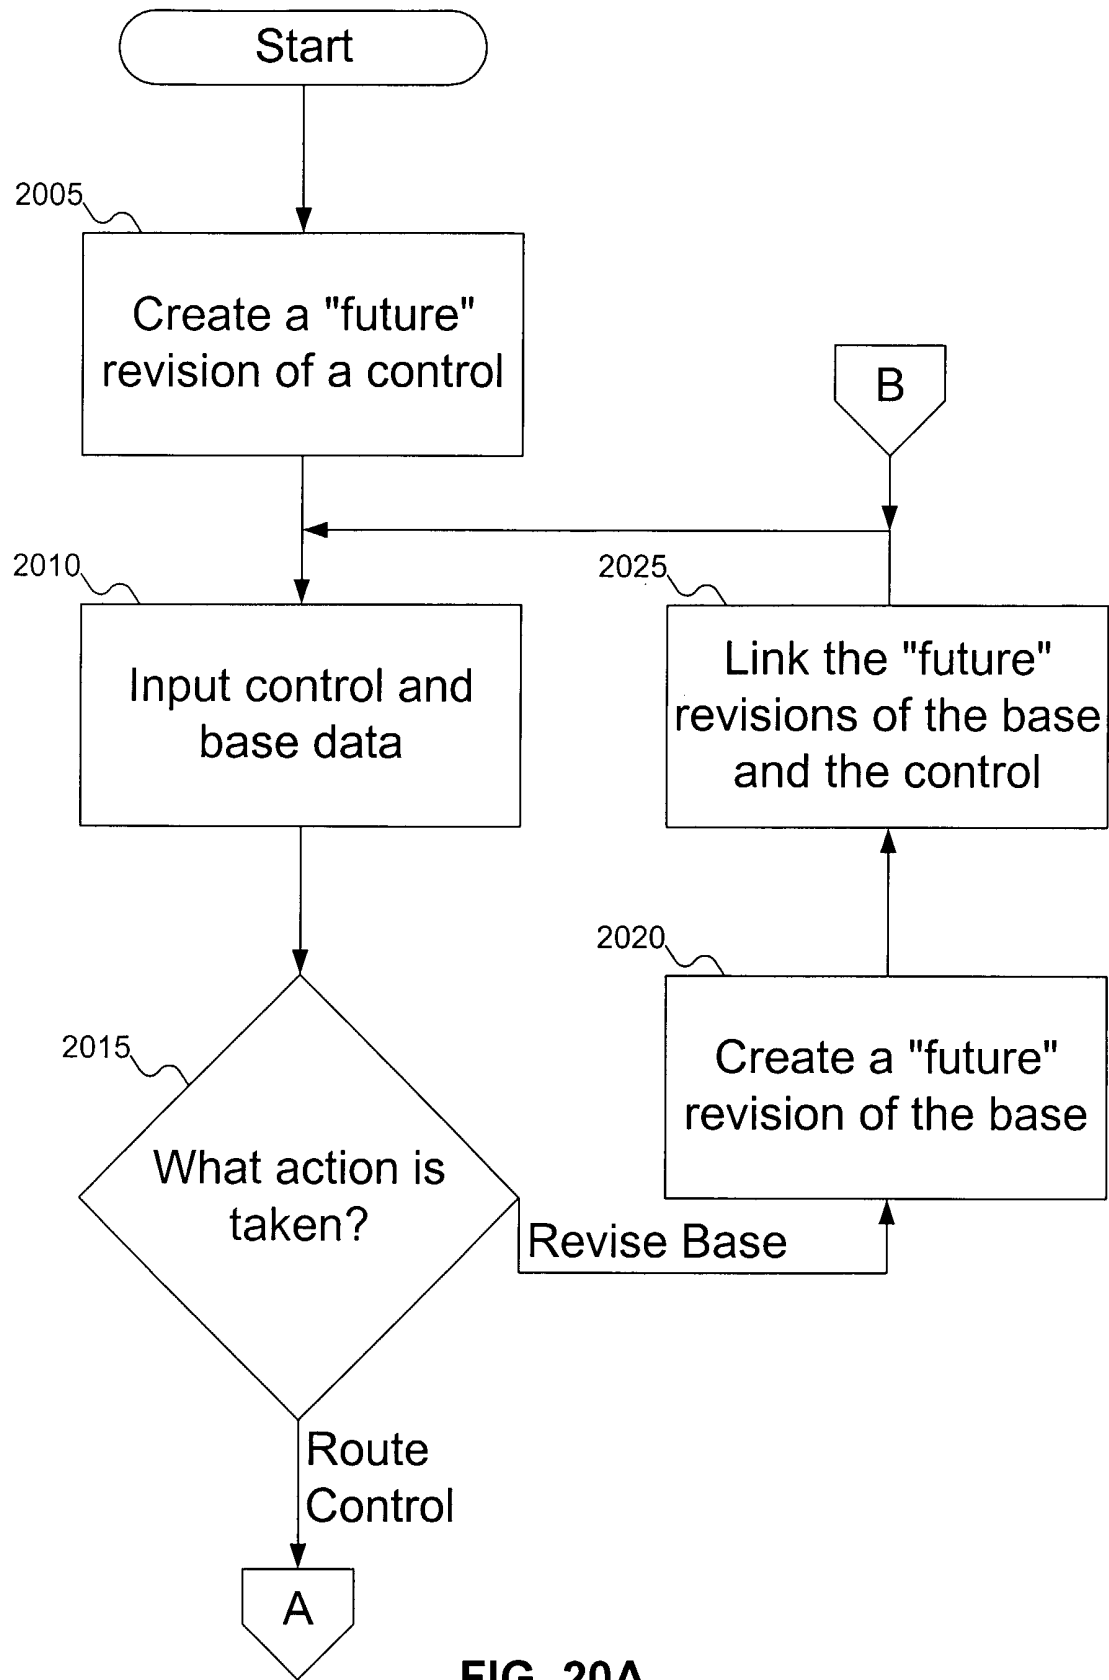 Start
2005
Create a "future"
revision of a control
B
2010
Input control and
base data
2025
Link the "future"
revisions of the base
and the control
2020
Create a "future"
revision of the base
2015
What action is
taken?
Revise Base
Route
Control
A
FIG. 20A